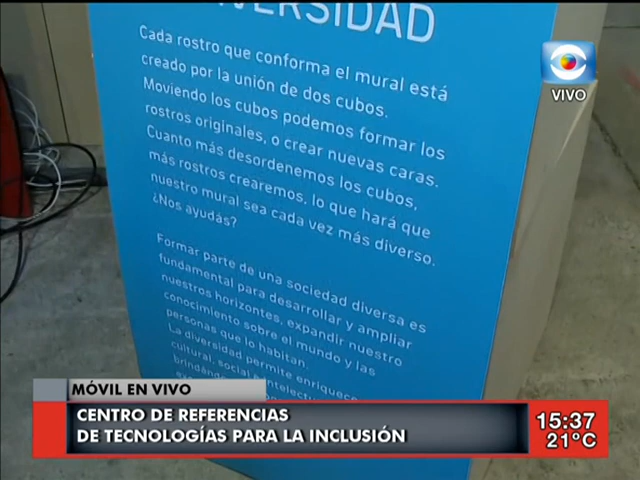 DIVERSIDAD
Cada rostro que conforma el mural está
creado por la unión de dos cubos.
Moviendo los cubos podemos formar los
rostros originales, o crear nuevas caras.
Cuanto más desordenemos los cubos,
más rostros crearemos, lo que hará que
nuestro mural sea cada vez más diverso.
¿Nos ayudás?
Formar parte de una sociedad diversa es
fundamental para desarrollar y ampliar
nuestros horizontes, expandir nuestro
conocimiento sobre el mundo y las
personas que lo habitan.
La diversidad permite enriquece
cultural, social e intelectu
brindándo
VIVO
MÓVIL EN VIVO
CENTRO DE REFERENCIAS
DE TECNOLOGÍAS PARA LA INCLUSIÓN
15:37
21°C